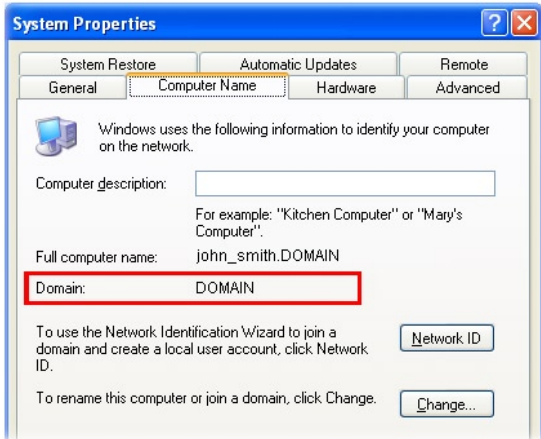 System Properties
System Restore Automatic Updates Remote
General Computer Name Hardware Advanced
Windows uses the following information to identify your computer
on the network.
Computer description:
For example: "Kitchen Computer" or "Mary's
Computer".
Full computer name: john_smith.DOMAIN
Domain: DOMAIN
To use the Network Identification Wizard to join a
domain and create a local user account, click Network
ID.
Network ID
To rename this computer or join a domain, click Change.
Change...